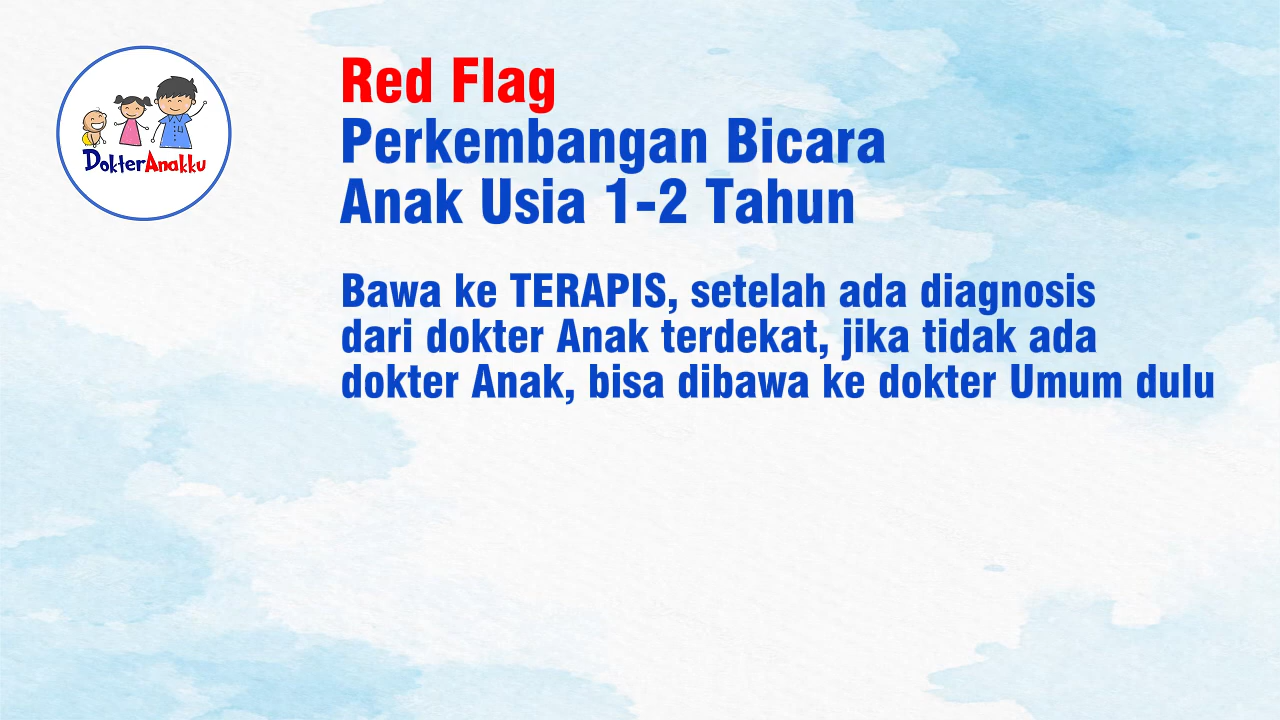 DokterAnakku
Red Flag
Perkembangan Bicara
Anak Usia 1-2 Tahun
Bawa ke TERAPIS, setelah ada diagnosis
dari dokter Anak terdekat, jika tidak ada
dokter Anak, bisa dibawa ke dokter Umum dulu